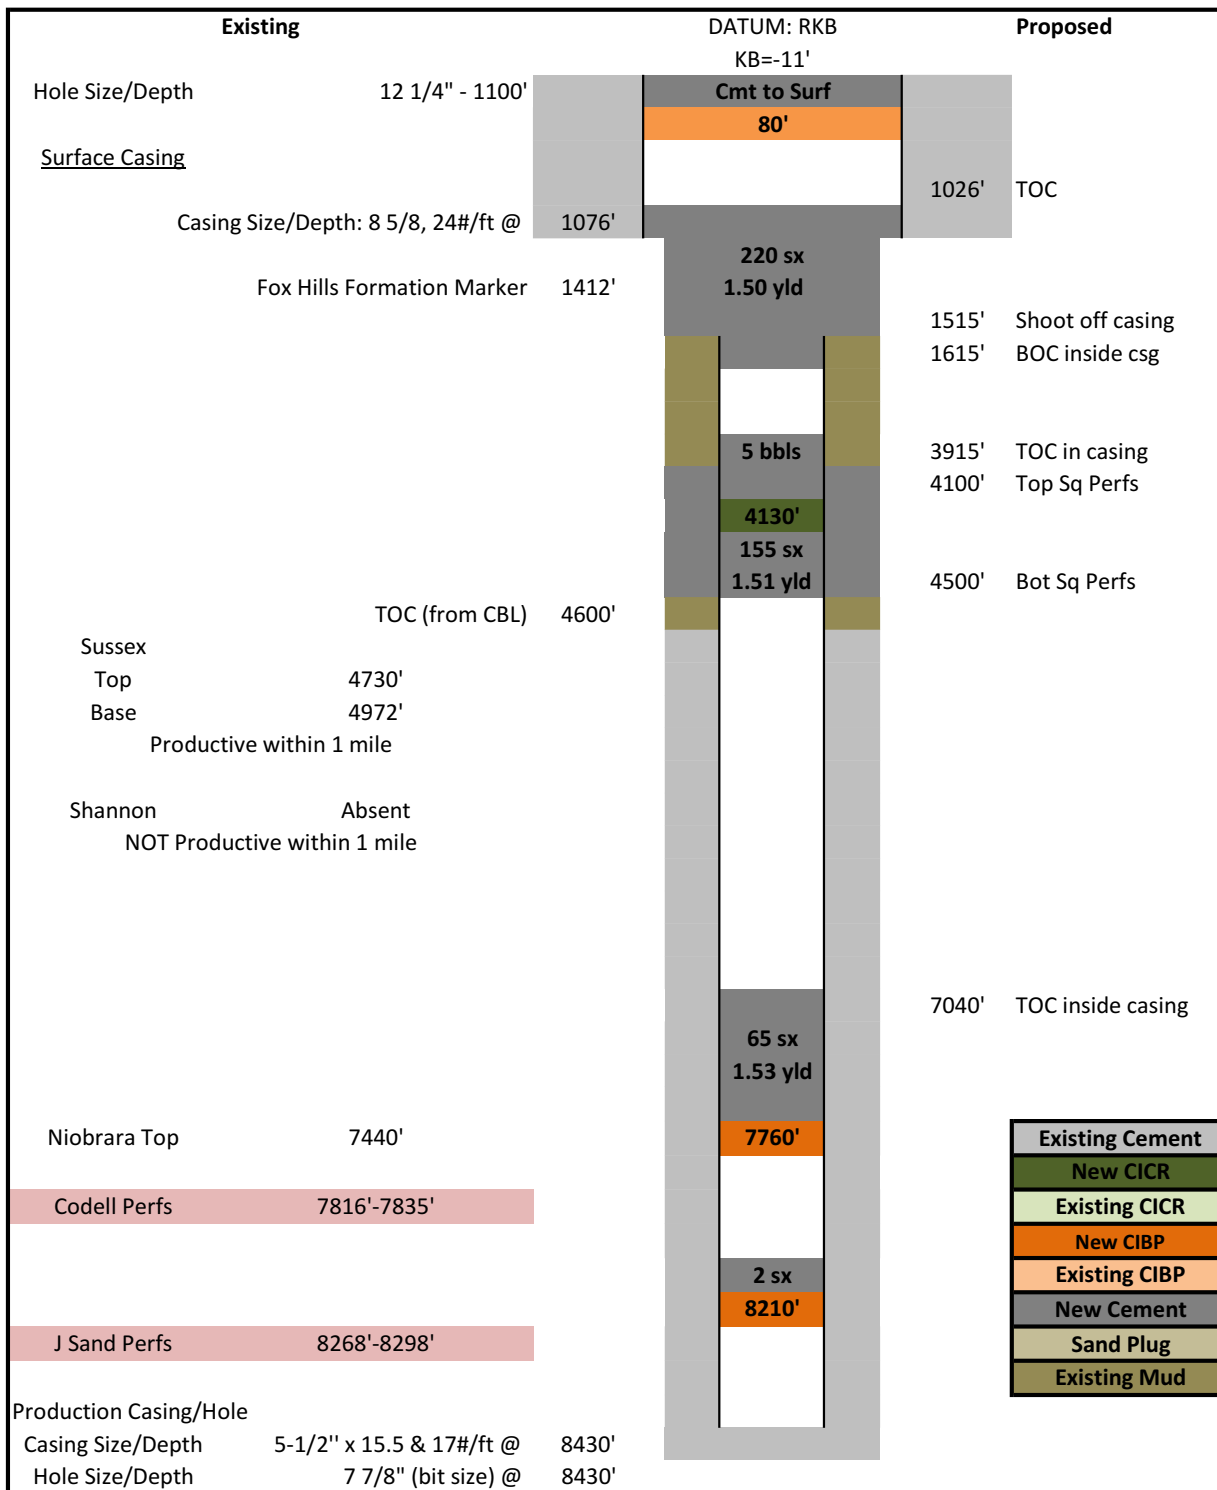 Existing DATUM: RKB Proposed
KB=-11'
Hole Size/Depth 12 1/4" - 1100' Cmt to Surf
80'
Surface Casing
1026' TOC
Casing Size/Depth: 8 5/8, 24#/ft @ 1076'
220 sx
Fox Hills Formation Marker 1412' 1.50 yld
1515' Shoot off casing
1615' BOC inside csg
5 bbls 3915' TOC in casing
4100' Top Sq Perfs
4130'
155 sx
1.51 yld 4500' Bot Sq Perfs
TOC (from CBL) 4600'
Sussex
Top 4730'
Base 4972'
Productive within 1 mile
Shannon Absent
NOT Productive within 1 mile
7040' TOC inside casing
65 sx
1.53 yld
Niobrara Top 7440' 7760' Existing Cement
New CICR
Codell Perfs 7816'-7835' Existing CICR
New CIBP
2 sx Existing CIBP
8210' New Cement
J Sand Perfs 8268'-8298' Sand Plug
Existing Mud
Production Casing/Hole
Casing Size/Depth 5-1/2'' x 15.5 & 17#/ft @ 8430'
Hole Size/Depth 7 7/8" (bit size) @ 8430'